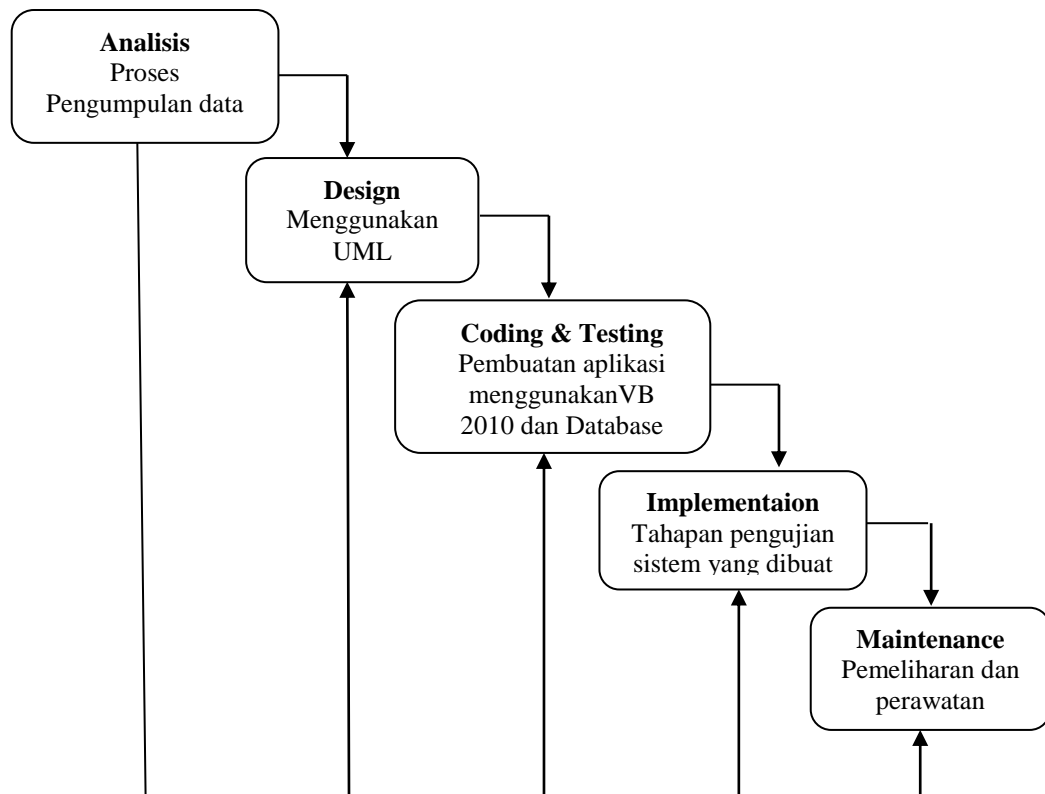 Analisis
Proses
Pengumpulan data
Design
Menggunakan
UML
Coding & Testing
Pembuatan aplikasi
menggunakanVB
2010 dan Database
Implementaion
Tahapan pengujian
sistem yang dibuat
Maintenance
Pemeliharan dan
perawatan